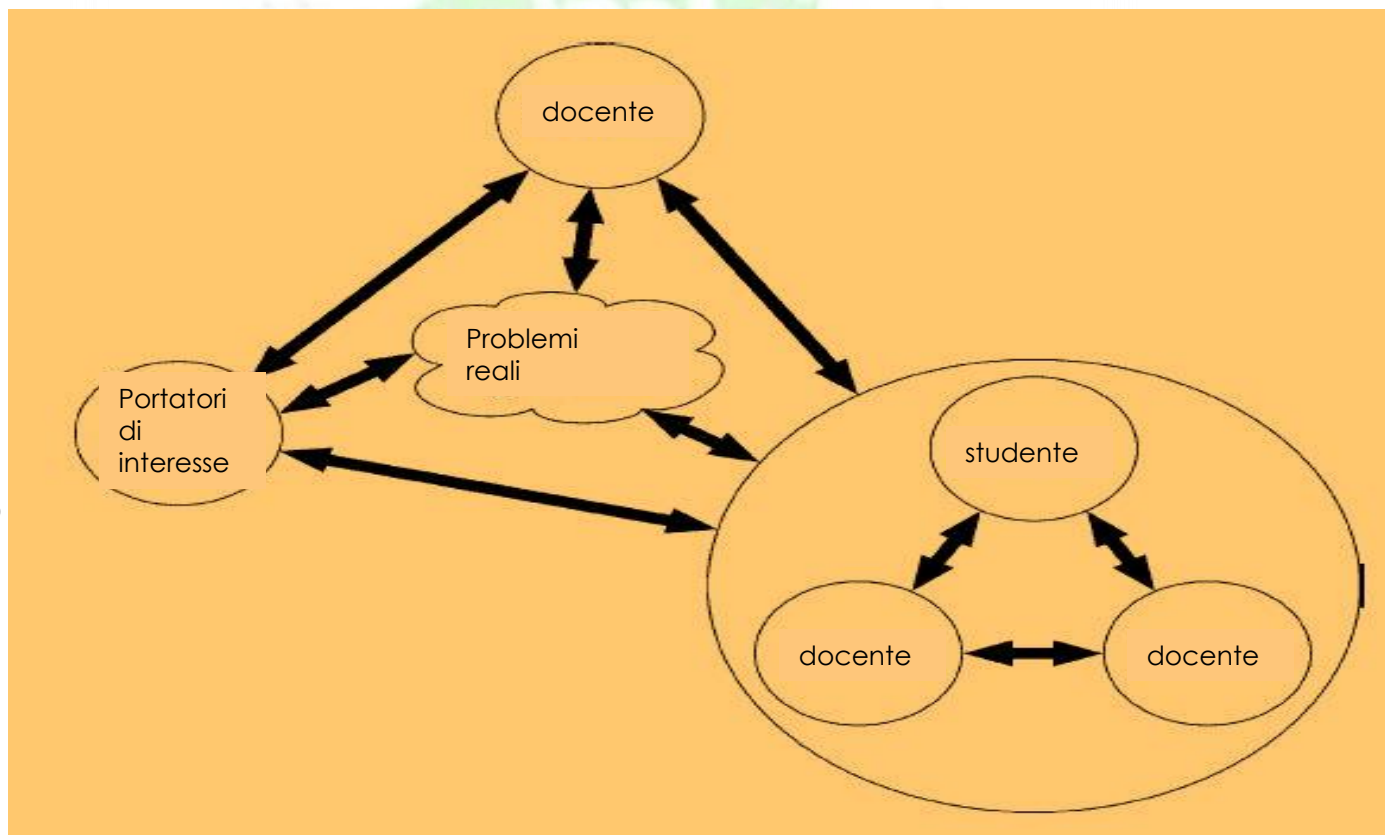 docente
Problemi
reali
Portatori
di
interesse
studente
docente
docente